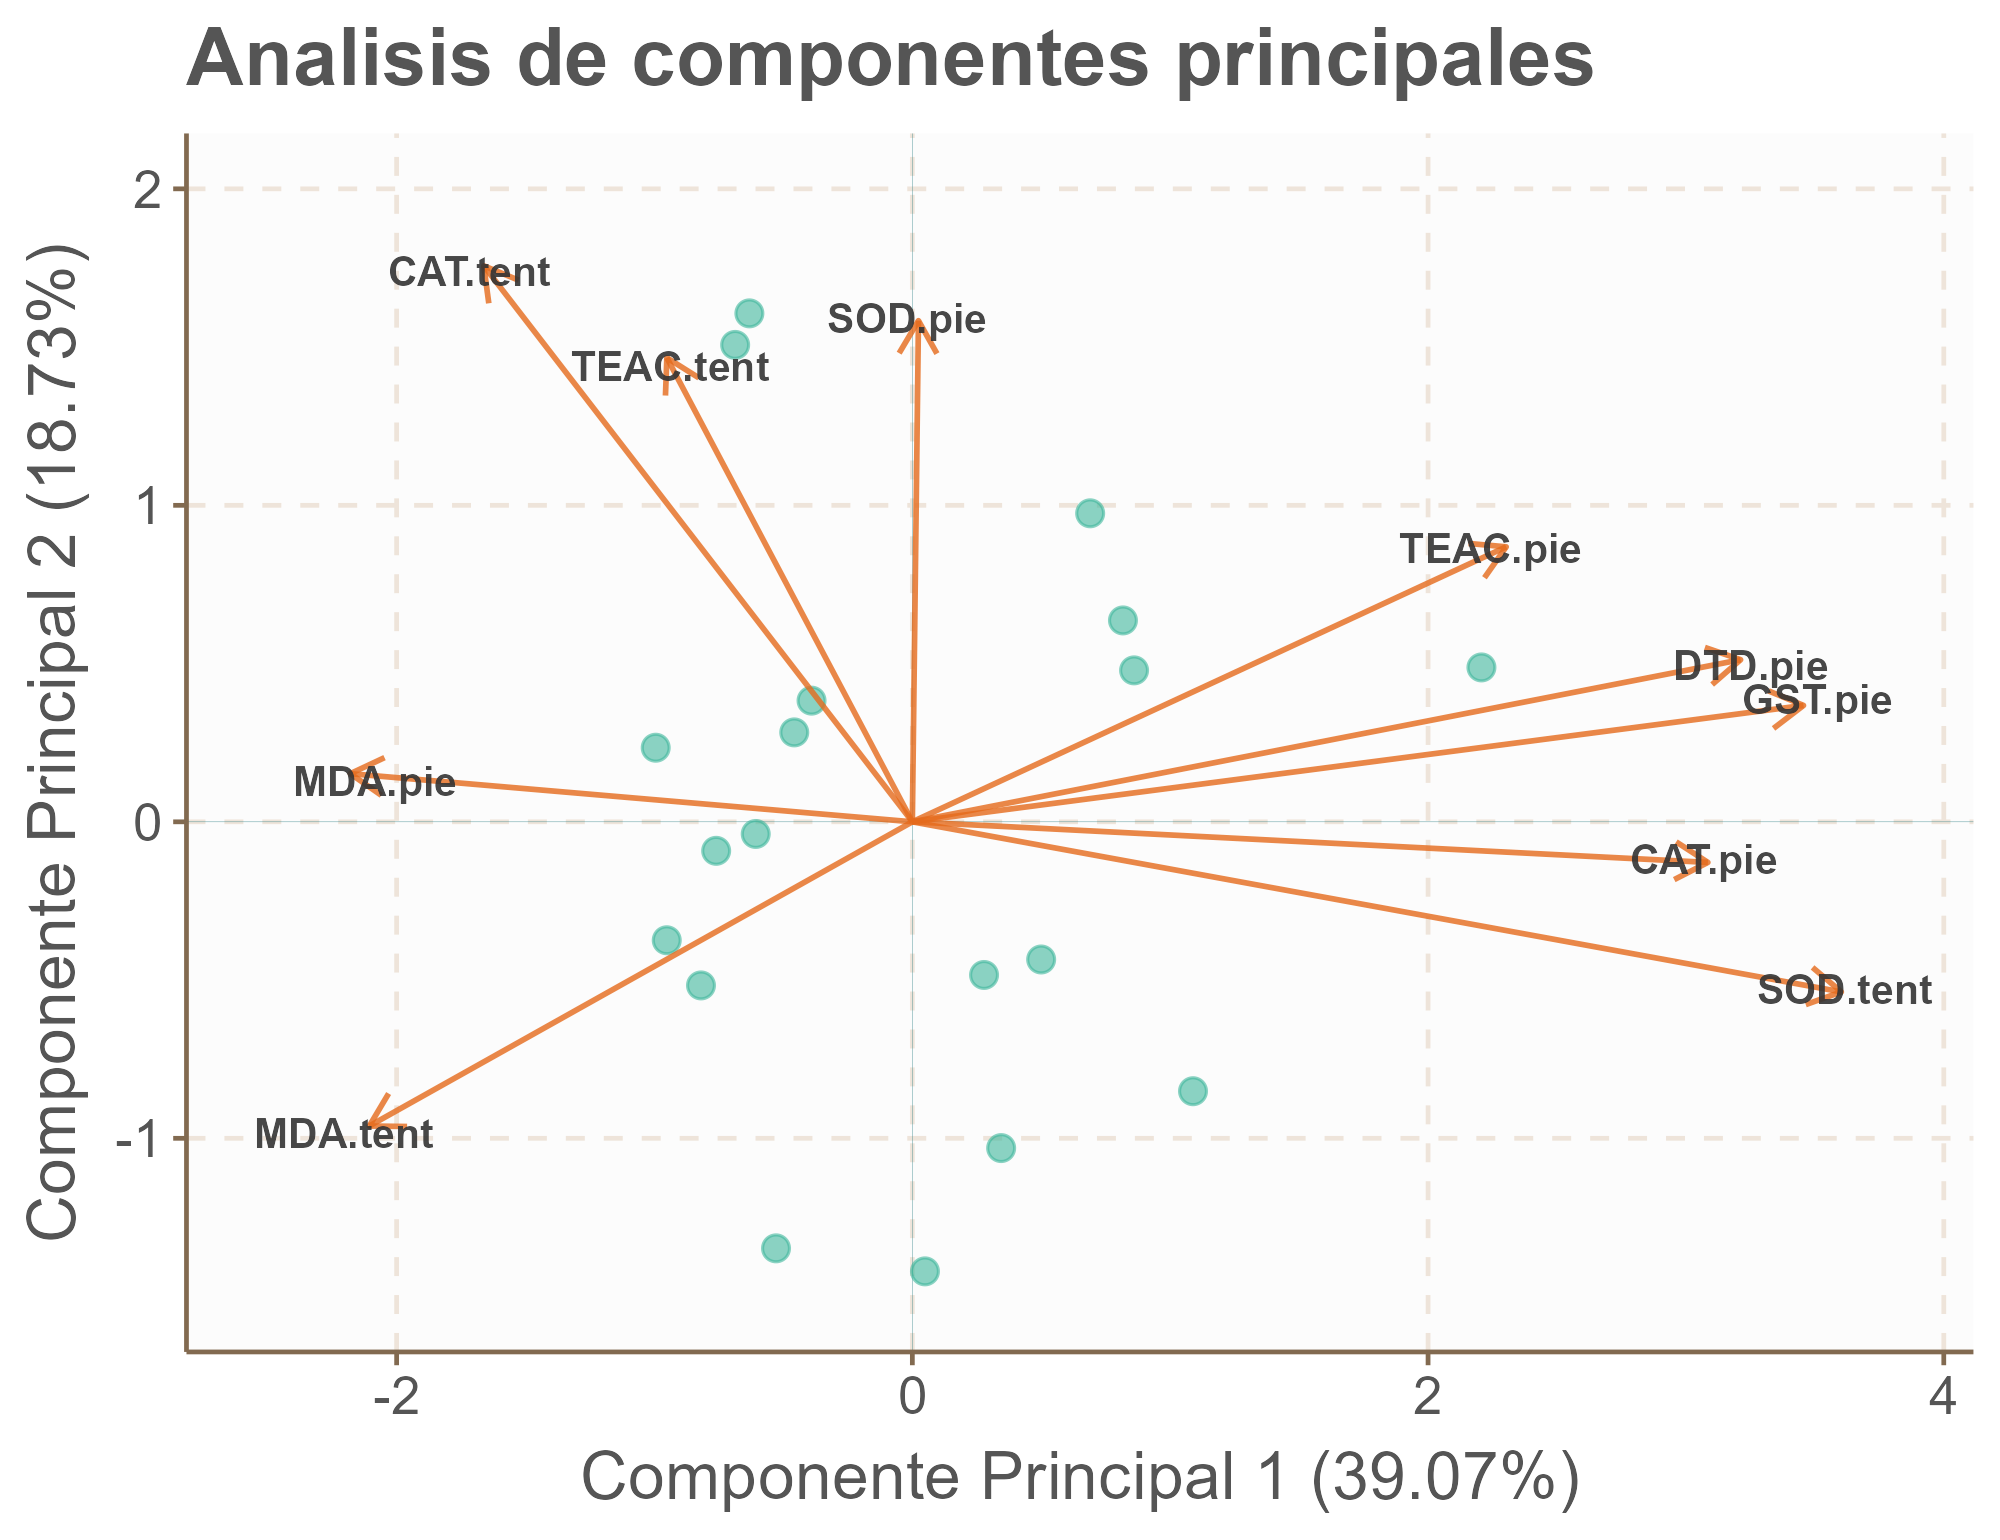 Analisis de componentes principales
Componente Principal 2 (18.73%)
2
1
0
-1
CAT.tent
SOD.pie
TEAC.tent
TEAC.pie
DTD.pie
GST.pie
MDA.pie
CAT.pie
SOD.tent
MDA.tent
-2
0
2
4
Componente Principal 1 (39.07%)